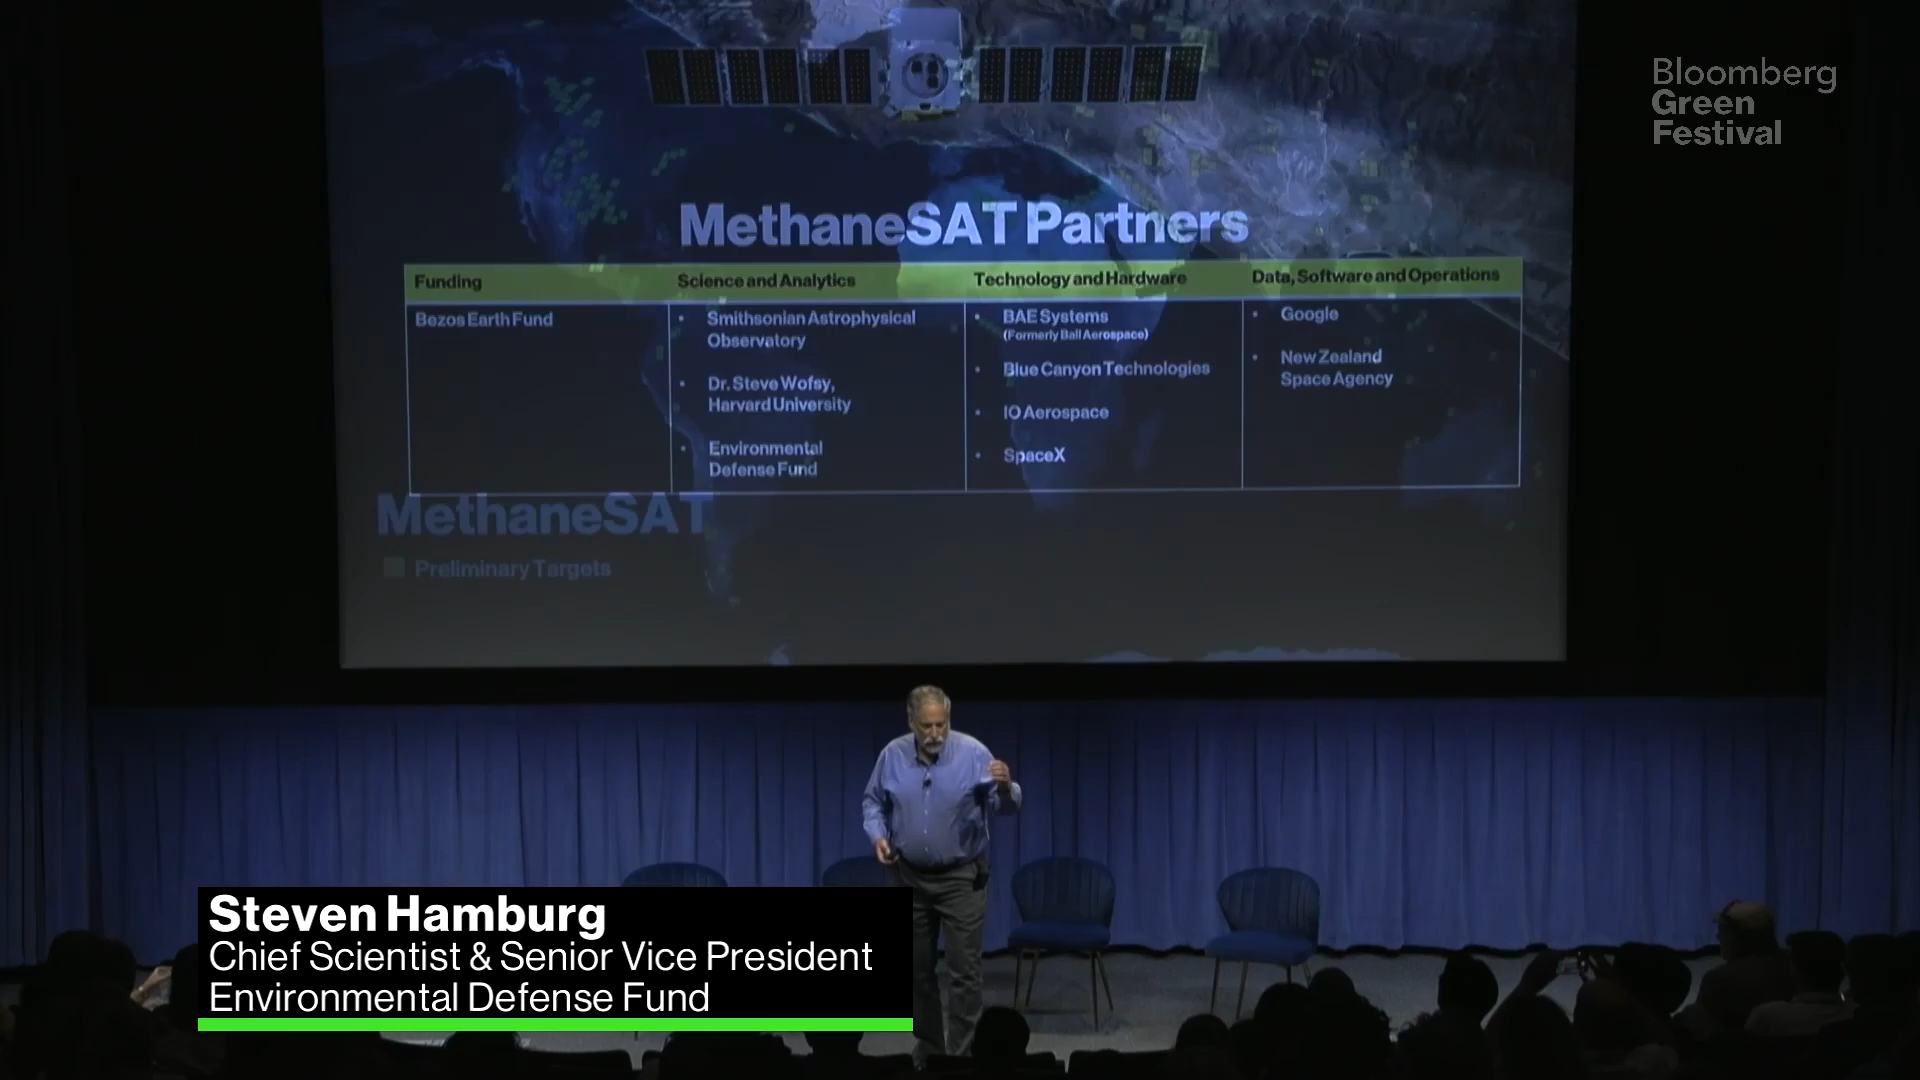 Bloomberg
Green
Festival
MethaneSAT Partners
Funding
Science and Analytics
Technology and Hardware
Data, Software and Operations
Bezos Earth Fund
• Smithsonian Astrophysical
Observatory
• Dr. Steve Wofsy,
Harvard University
• Environmental
Defense Fund
• BAE Systems
(Formerly Ball Aerospace)
• Blue Canyon Technologies
• IO Aerospace
• SpaceX
• Google
• New Zealand
Space Agency
MethaneSAT
Preliminary Targets
Steven Hamburg
Chief Scientist & Senior Vice President
Environmental Defense Fund